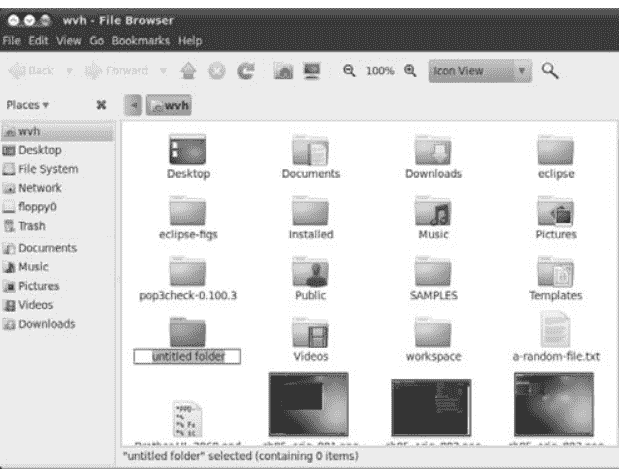 wvh - File Browser
File Edit View Go Bookmarks Help
Back Forward 100% Icon View
Places wvh
wvh
Desktop
File System
Network
floppy0
Trash
Documents
Music
Pictures
Videos
Downloads
Desktop Documents Downloads eclipse
eclipse-figs Installed Music Pictures
pop3check-0.100.3 Public SAMPLES Templates
untitled folder Videos workspace a-random-file.txt
"untitled folder" selected (containing 0 items)